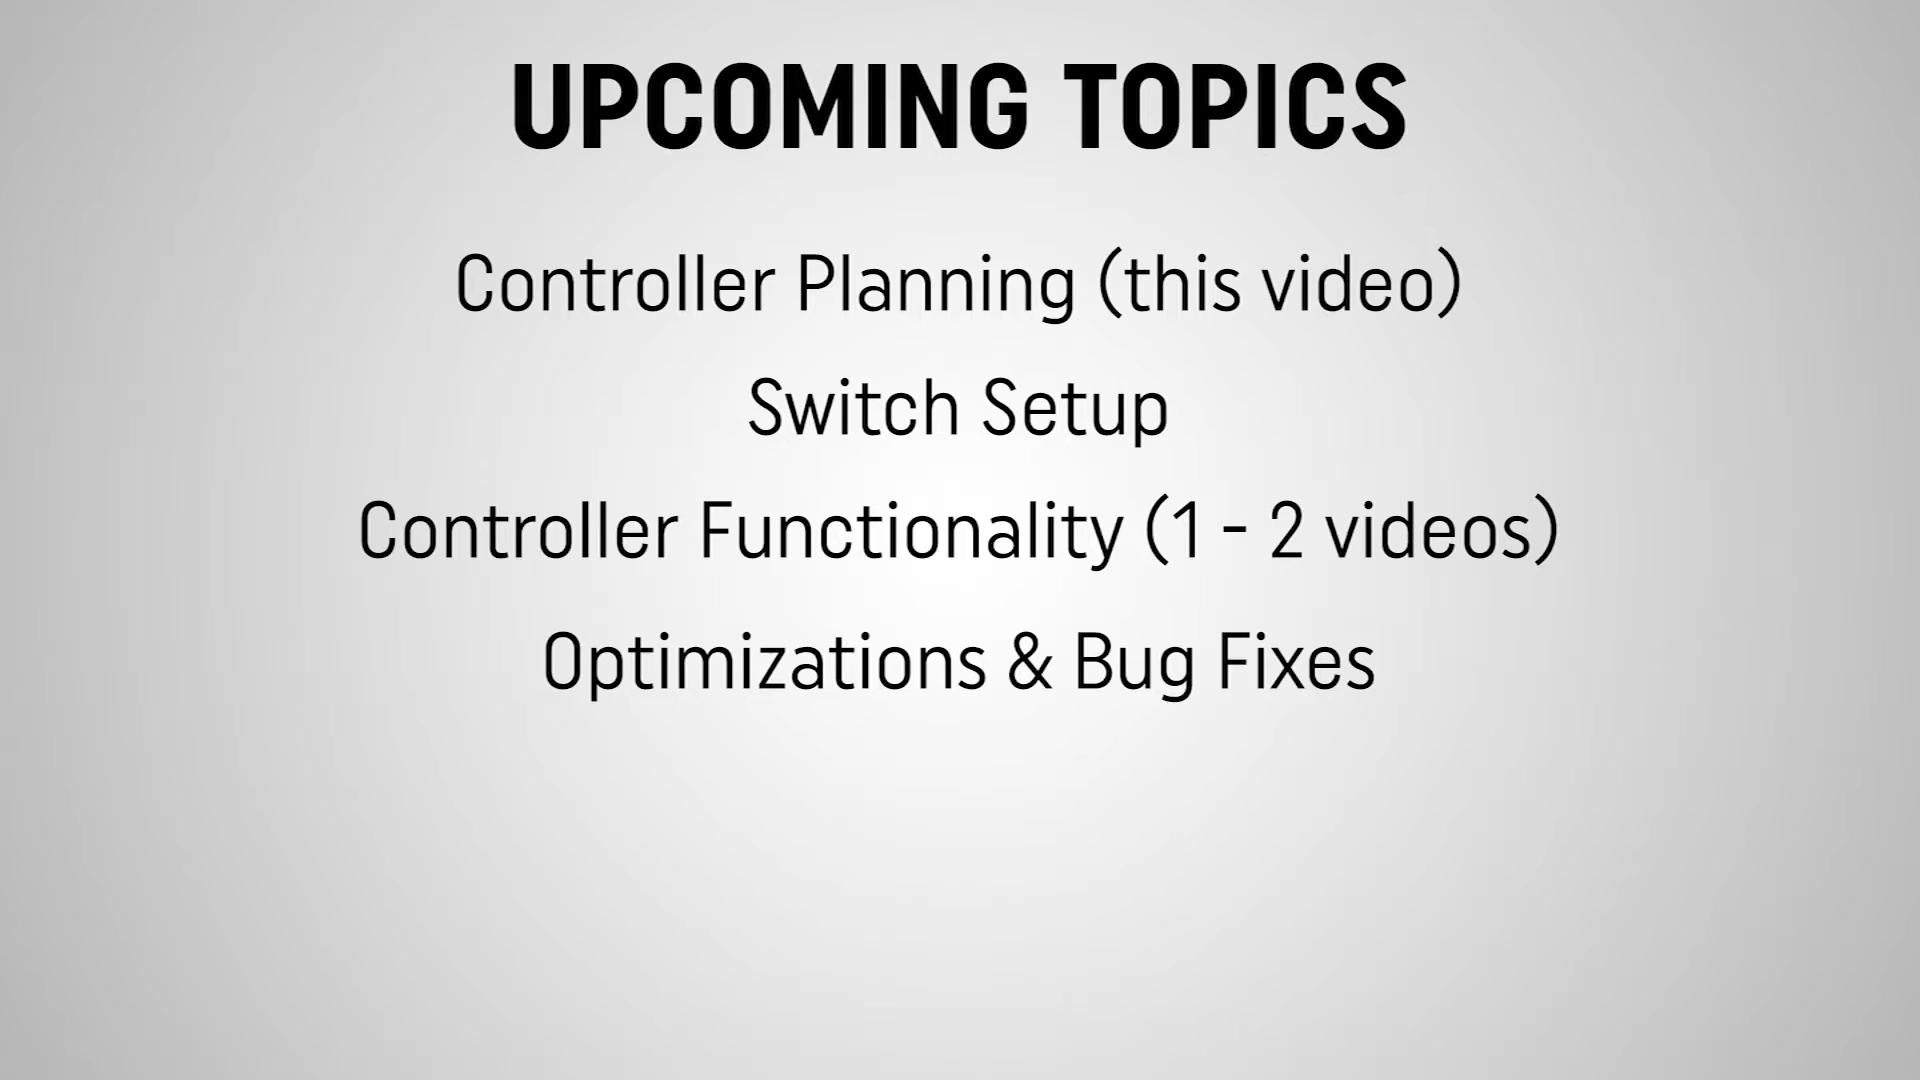 UPCOMING TOPICS
Controller Planning (this video)
Switch Setup
Controller Functionality (1 - 2 videos)
Optimizations & Bug Fixes